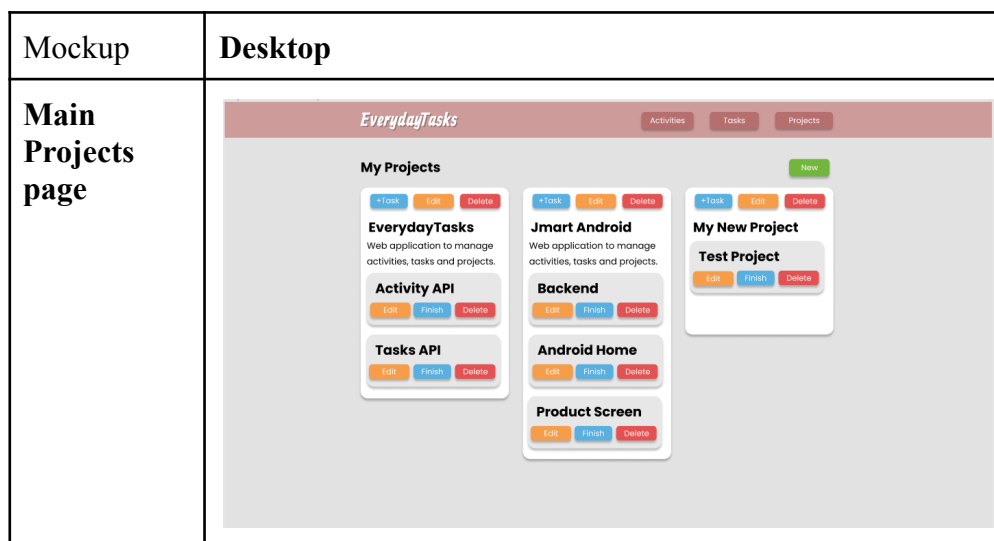 Mockup
Desktop
Main
Projects
page
EverydayTasks
Activities
Tasks
Projects
My Projects
New
+Task
Edit
Delete
EverydayTasks
Web application to manage
activities, tasks and projects.
Activity API
Edit
Finish
Delete
Tasks API
Edit
Finish
Delete
+Task
Edit
Delete
Jmart Android
Web application to manage
activities, tasks and projects.
Backend
Edit
Finish
Delete
Android Home
Edit
Finish
Delete
Product Screen
Edit
Finish
Delete
+Task
Edit
Delete
My New Project
Test Project
Edit
Finish
Delete